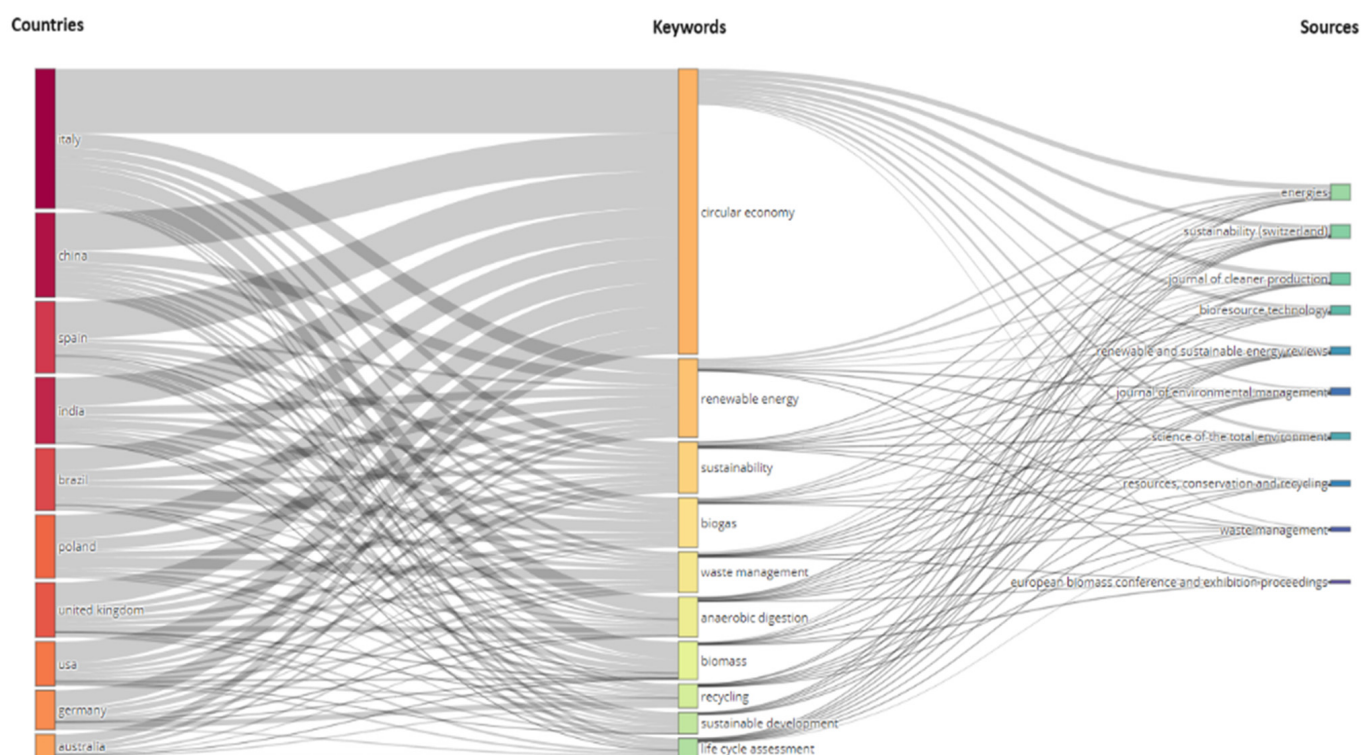 Countries
Keywords
Sources
italy
china
spain
india
brazil
poland
united kingdom
usa
germany
australia
circular economy
renewable energy
sustainability
biogas
waste management
anaerobic digestion
biomass
recycling
sustainable development
life cycle assessment
energies
sustainability (switzerland)
journal of cleaner production
bioresource technology
renewable and sustainable energy reviews
journal of environmental management
science of the total environment
resources, conservation and recycling
waste management
european biomass conference and exhibition proceedings